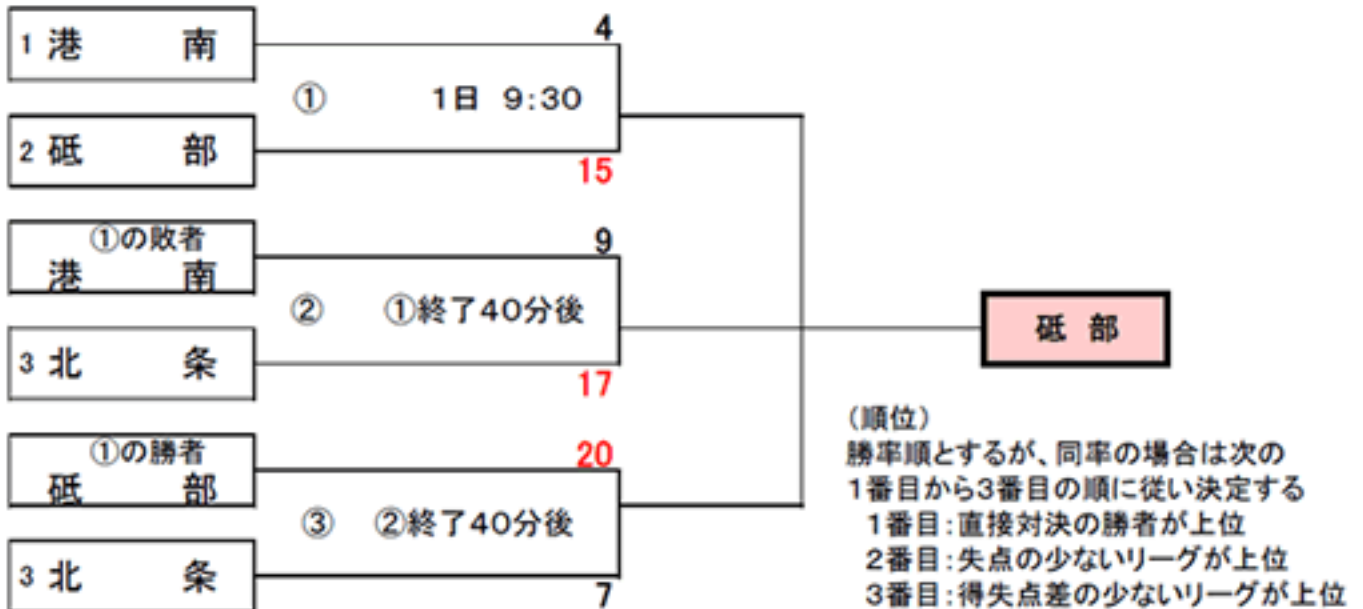 4
1 港 南
① 1日 9:30
2 砥 部
15
①の敗者
9
港 南
② ①終了40分後
砥 部
3 北 条
17
(順位)
20
勝率順とするが、同率の場合は次の
①の勝者
砥 部
1番目から3番目の順に従い決定する
③ ②終了40分後
1番目:直接対決の勝者が上位
2番目:失点の少ないリーグが上位
3 北 条
7
3番目:得失点差の少ないリーグが上位